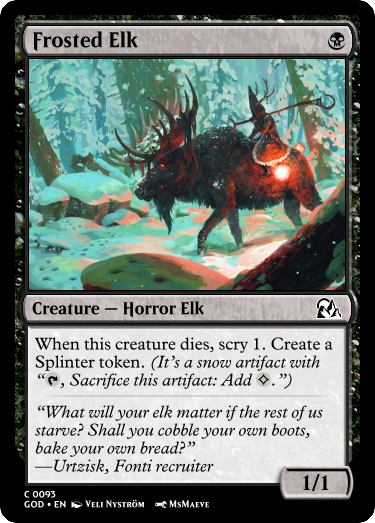 Frosted Elk
Creature — Horror Elk
When this creature dies, scry 1. Create a
Splinter token. (It's a snow artifact with
“, Sacrifice this artifact: Add .”)
“What will your elk matter if the rest of us
starve? Shall you cobble your own boots,
bake your own bread?”
—Urtzisk, Fonti recruiter
1/1
C 0093
GOD • EN Veli Nyström MsMaeve